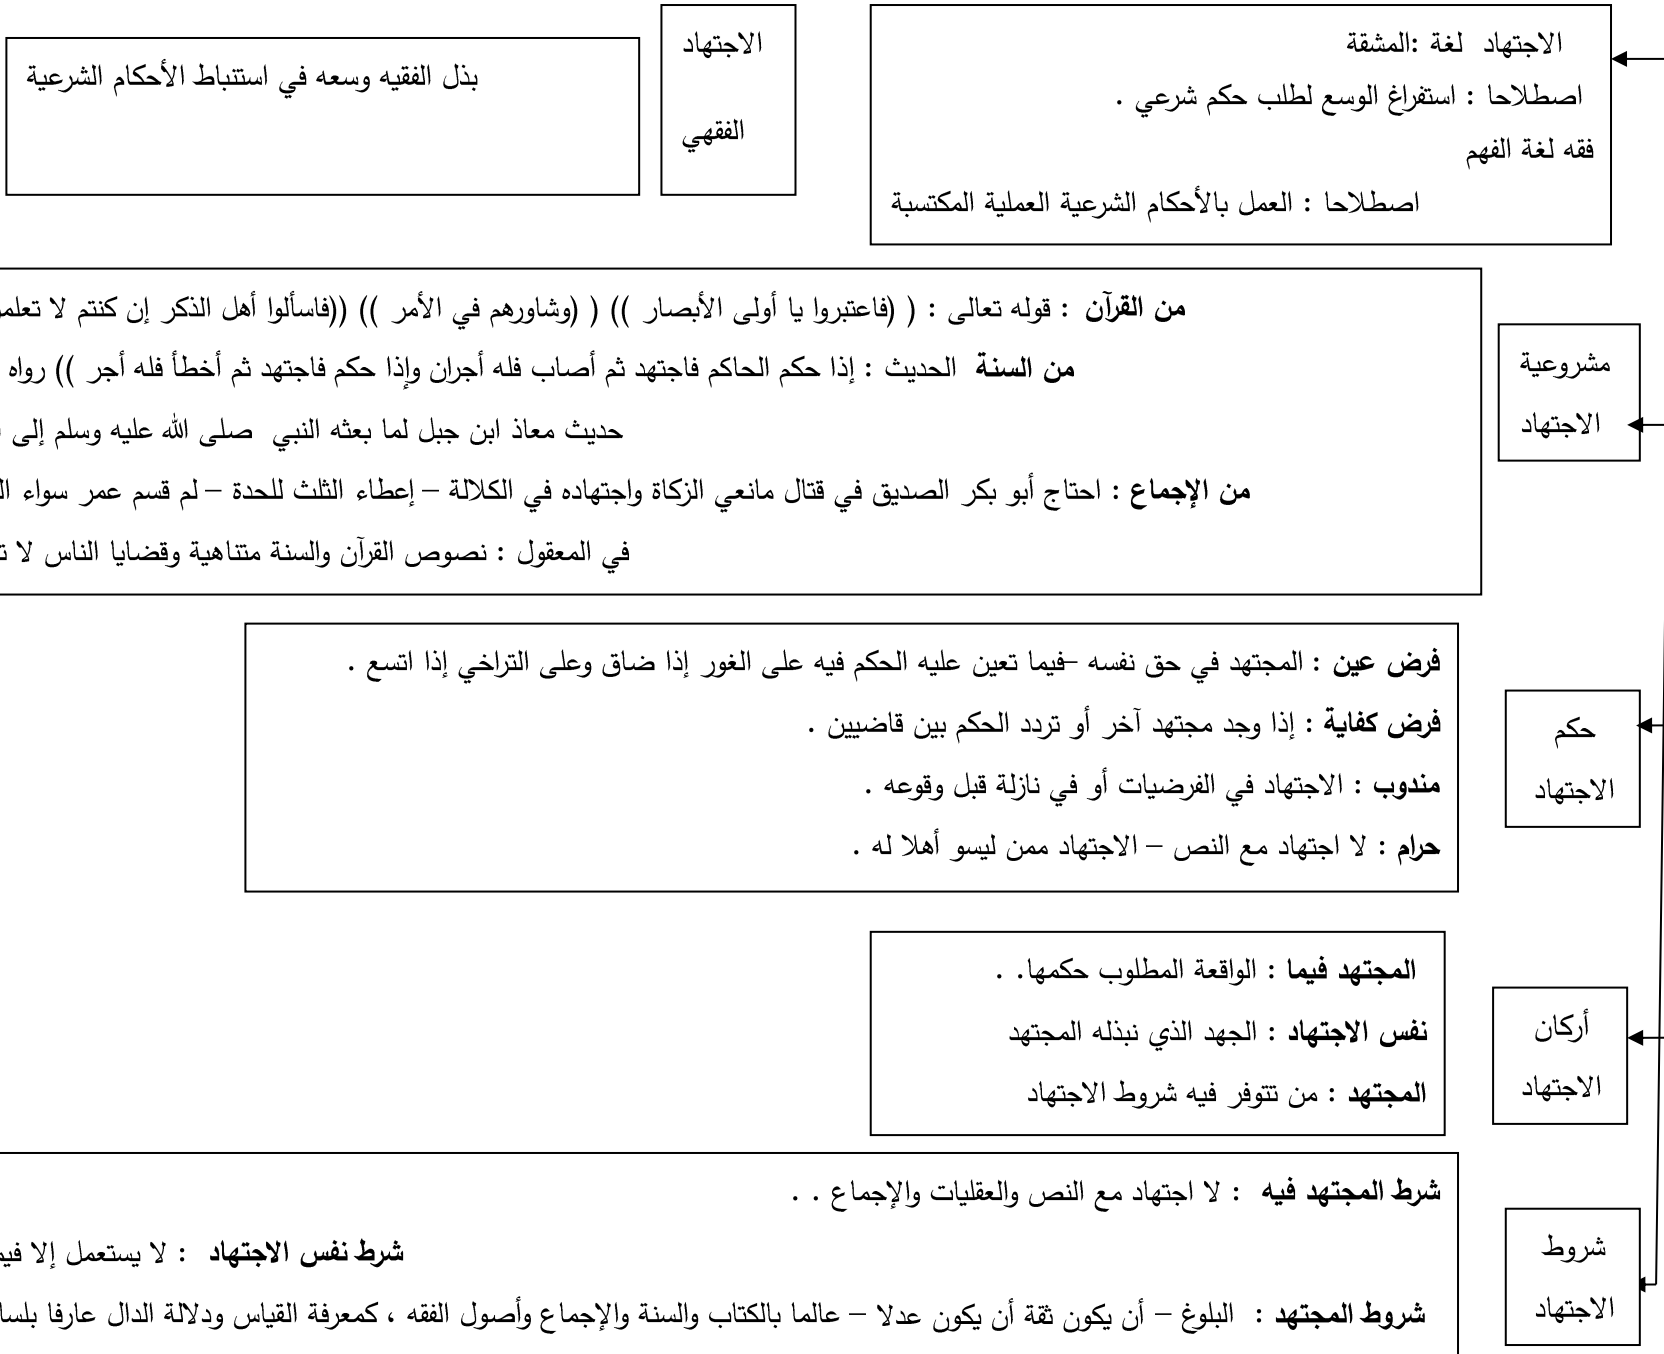 الاجتهاد لغة :المشقة
اصطلاحا : استفراغ الوسع لطلب حكم شرعي .
فقه لغة الفهم
اصطلاحا : العمل بالأحكام الشرعية العملية المكتسبة
الاجتهاد
الفقهي
بذل الفقيه وسعه في استنباط الأحكام الشرعية
مشروعية
الاجتهاد
من القرآن : قوله تعالى : ( (فاعتبروا يا أولى الأبصار )) ( (وشاورهم في الأمر )) ((فاسألوا أهل الذكر إن كنتم لا
من السنة الحديث : إذا حكم الحاكم فاجتهد ثم أصاب فله أجران وإذا حكم فاجتهد ثم أخطأ فله أجر )) رواه
حديث معاذ ابن جبل لما بعثه النبي صلى الله عليه وسلم إلى
من الإجماع : احتاج أبو بكر الصديق في قتال مانعي الزكاة واجتهاده في الكلالة – إعطاء الثلث للحدة – لم قسم عمر سواء
في المعقول : نصوص القرآن والسنة متناهية وقضايا الناس لا
حكم
الاجتهاد
فرض عين : المجتهد في حق نفسه –فيما تعين عليه الحكم فيه على الغور إذا ضاق وعلى التراخي إذا اتسع .
فرض كفاية : إذا وجد مجتهد آخر أو تردد الحكم بين قاضيين .
مندوب : الاجتهاد في الفرضيات أو في نازلة قبل وقوعه .
حرام : لا اجتهاد مع النص – الاجتهاد ممن ليسو أهلا له .
أركان
الاجتهاد
المجتهد فيما : الواقعة المطلوب حكمها. .
نفس الاجتهاد : الجهد الذي نبذله المجتهد
المجتهد : من تتوفر فيه شروط الاجتهاد
شروط
الاجتهاد
شرط المجتهد فيه : لا اجتهاد مع النص والعقليات والإجماع . .
شرط نفس الاجتهاد : لا يستعمل إلا
شروط المجتهد : البلوغ – أن يكون ثقة أن يكون عدلا – عالما بالكتاب والسنة والإجماع وأصول الفقه ، كمعرفة القياس ودلالة الدال عارفا